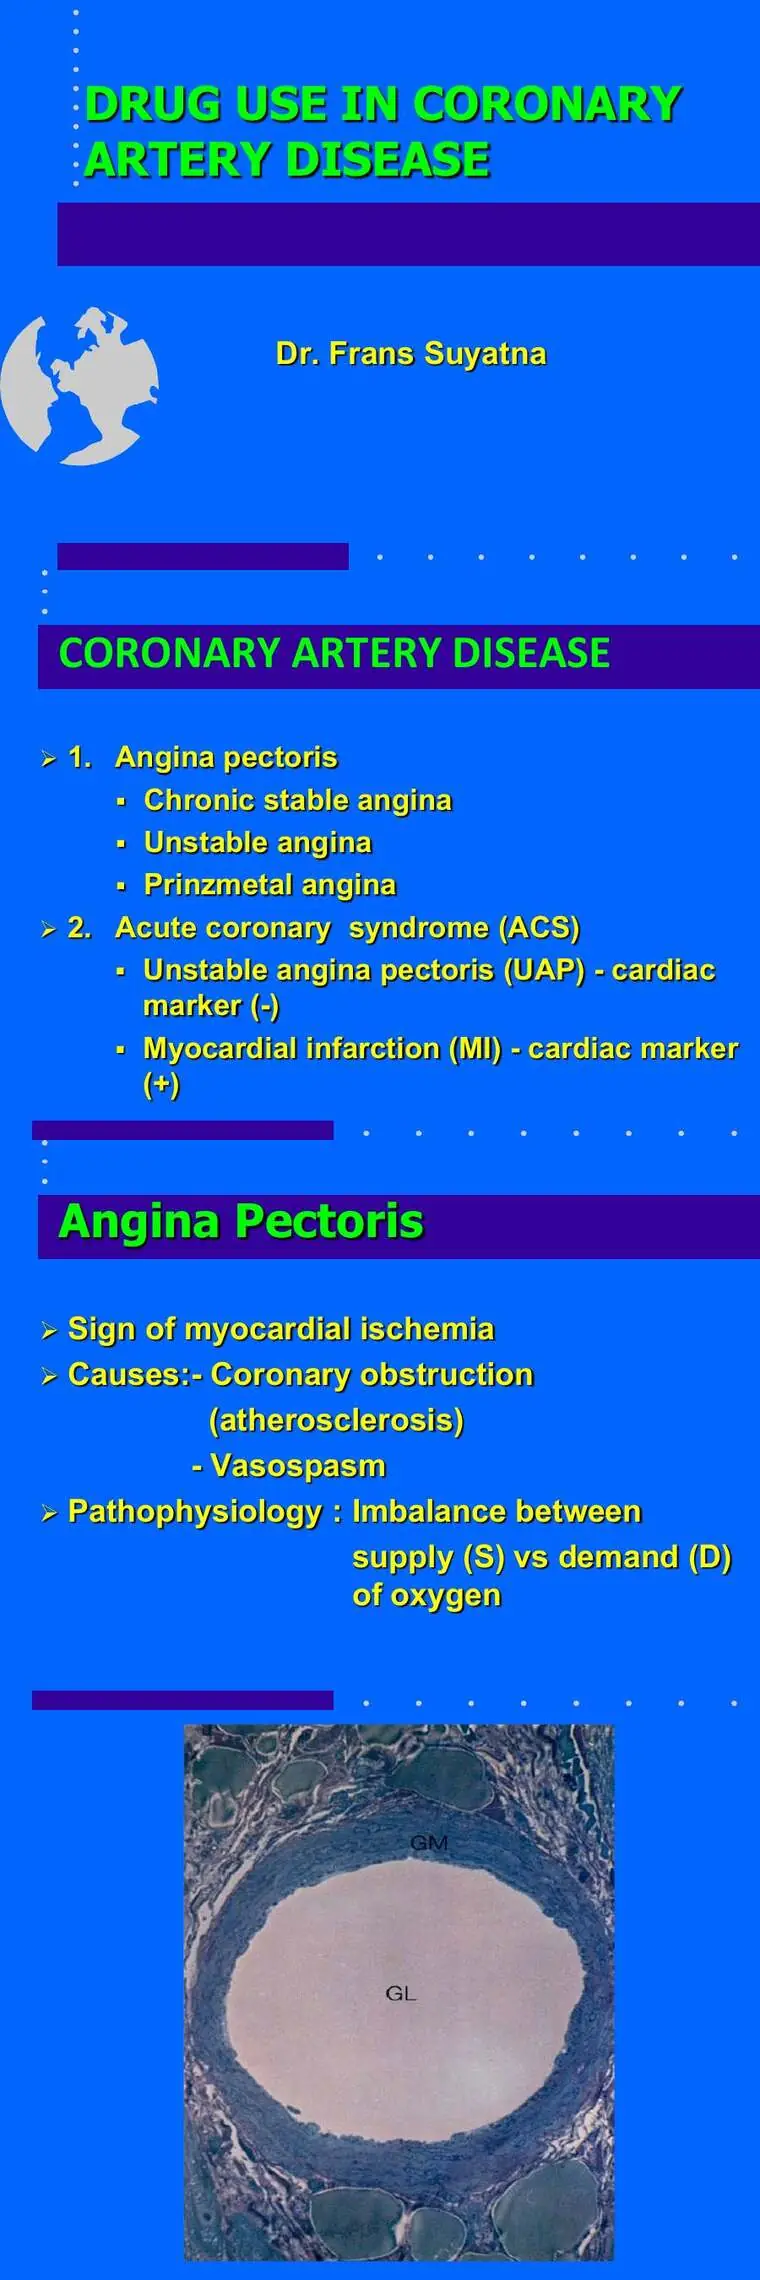 DRUG USE IN CORONARY
ARTERY DISEASE
Dr. Frans Suyatna
CORONARY ARTERY DISEASE
1. Angina pectoris
Chronic stable angina
Unstable angina
Prinzmetal angina
2. Acute coronary syndrome (ACS)
Unstable angina pectoris (UAP) - cardiac
marker (-)
Myocardial infarction (MI) - cardiac marker
(+)
Angina Pectoris
Sign of myocardial ischemia
Causes:- Coronary obstruction
(atherosclerosis)
- Vasospasm
Pathophysiology : Imbalance between
supply (S) vs demand (D)
of oxygen
GM
GL